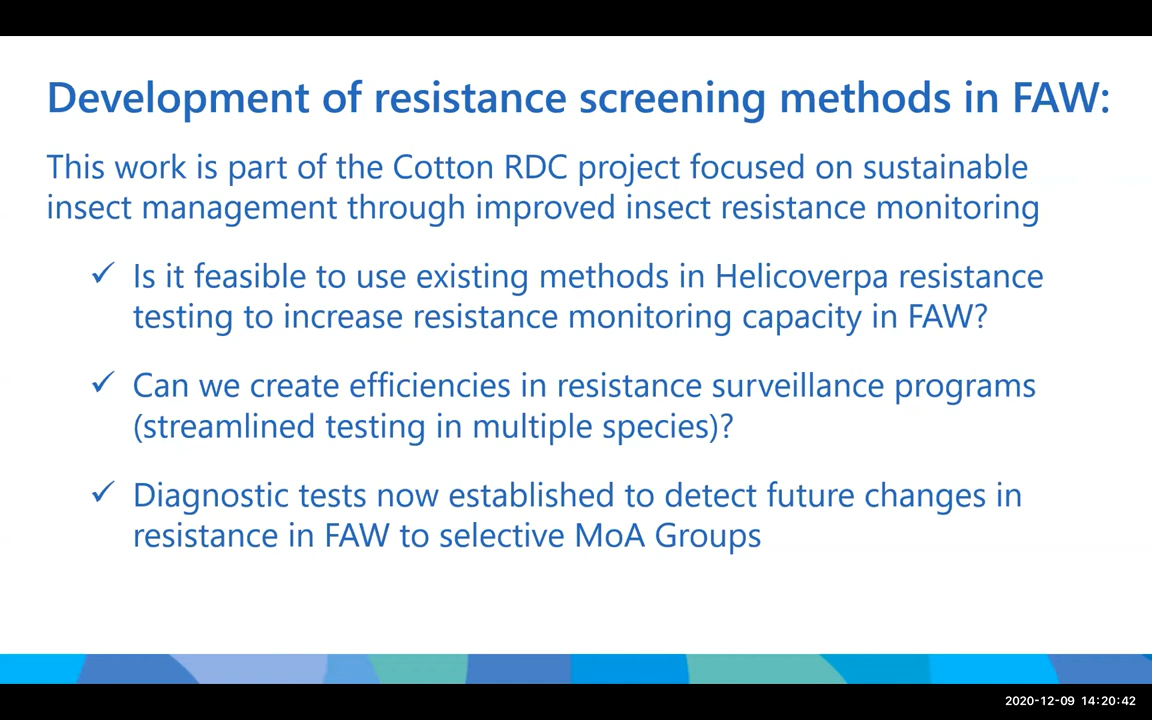 Development of resistance screening methods in FAW:
This work is part of the Cotton RDC project focused on sustainable
insect management through improved insect resistance monitoring
✓ Is it feasible to use existing methods in Helicoverpa resistance
testing to increase resistance monitoring capacity in FAW?
✓ Can we create efficiencies in resistance surveillance programs
(streamlined testing in multiple species)?
✓ Diagnostic tests now established to detect future changes in
resistance in FAW to selective MoA Groups
2020-12-09 14:20:42